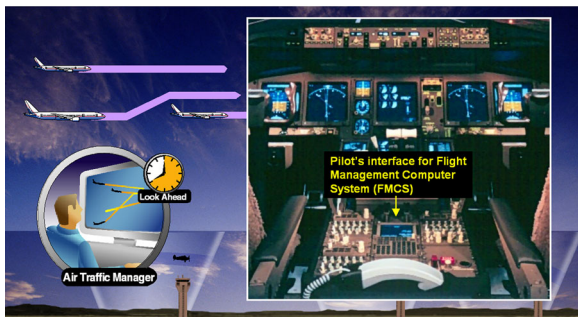 Look Ahead
Air Traffic Manager
Pilot's interface for Flight
Management Computer
System (FMCS)